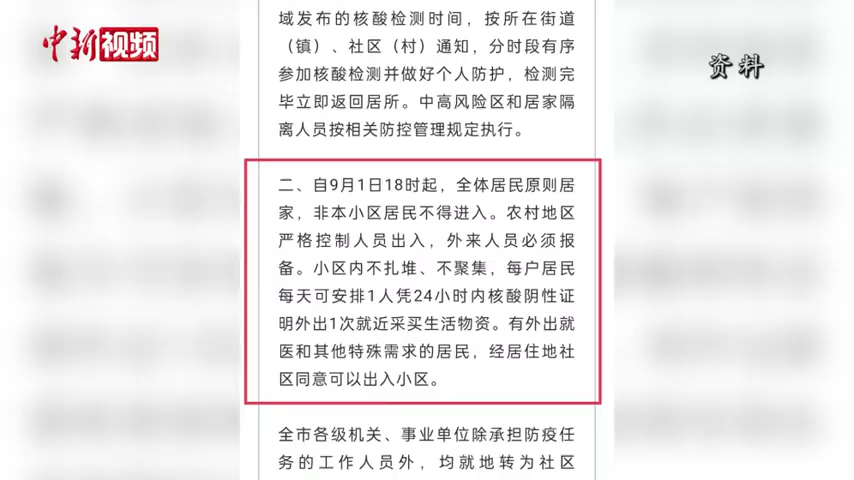 中新视频
资料
域发布的核酸检测时间，按所在街道
（镇）、社区（村）通知，分时段有序
参加核酸检测并做好个人防护，检测完
毕立即返回居所。中高风险区和居家隔
离人员按相关防控管理规定执行。
二、自9月1日18时起，全体居民原则居
家，非本小区居民不得进入。农村地区
严格控制人员出入，外来人员必须报
备。小区内不扎堆、不聚集，每户居民
每天可安排1人凭24小时内核酸阴性证
明外出1次就近采买生活物资。有外出就
医和其他特殊需求的居民，经居住地社
区同意可以出入小区。
全市各级机关、事业单位除承担防疫任
务的工作人员外，均就地转为社区